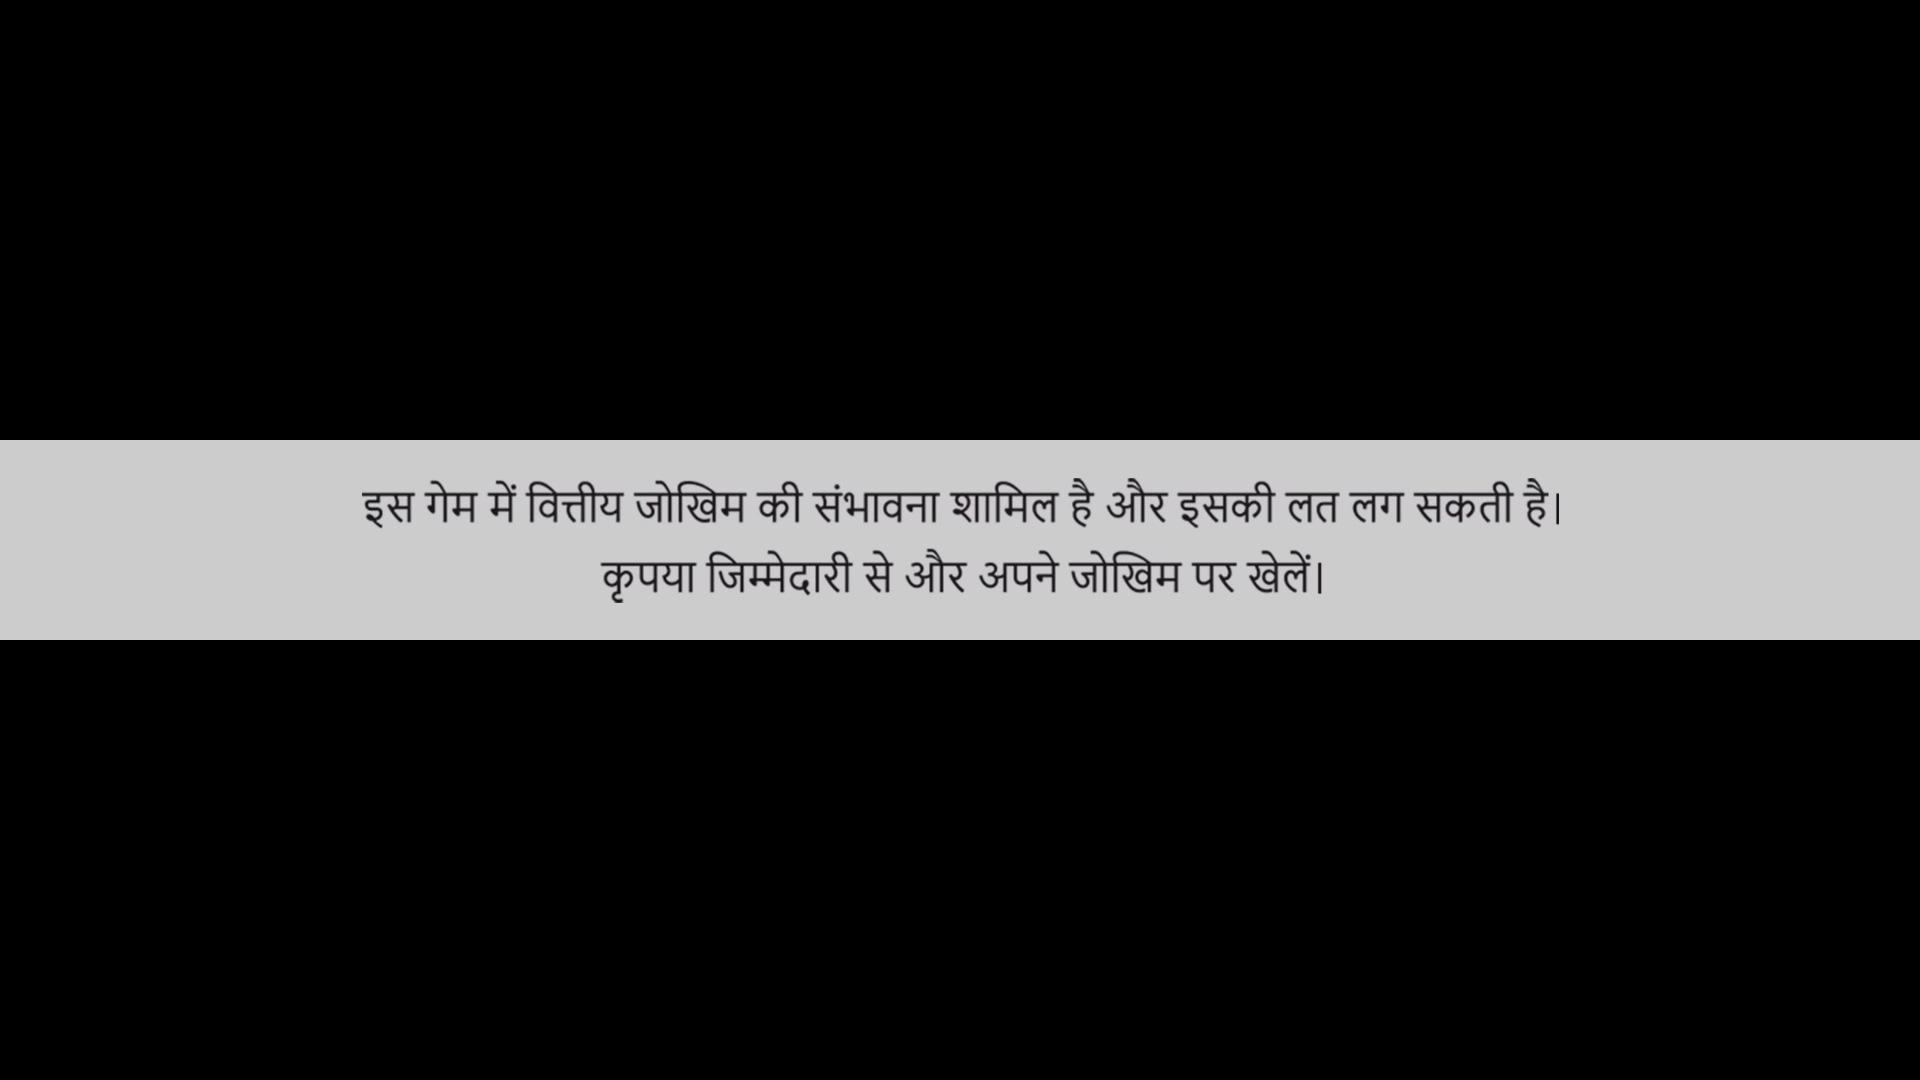 इस गेम में वित्तीय जोखिम की संभावना शामिल है और इसकी लत लग सकती है।
कृपया जिम्मेदारी से और अपने जोखिम पर खेलें।